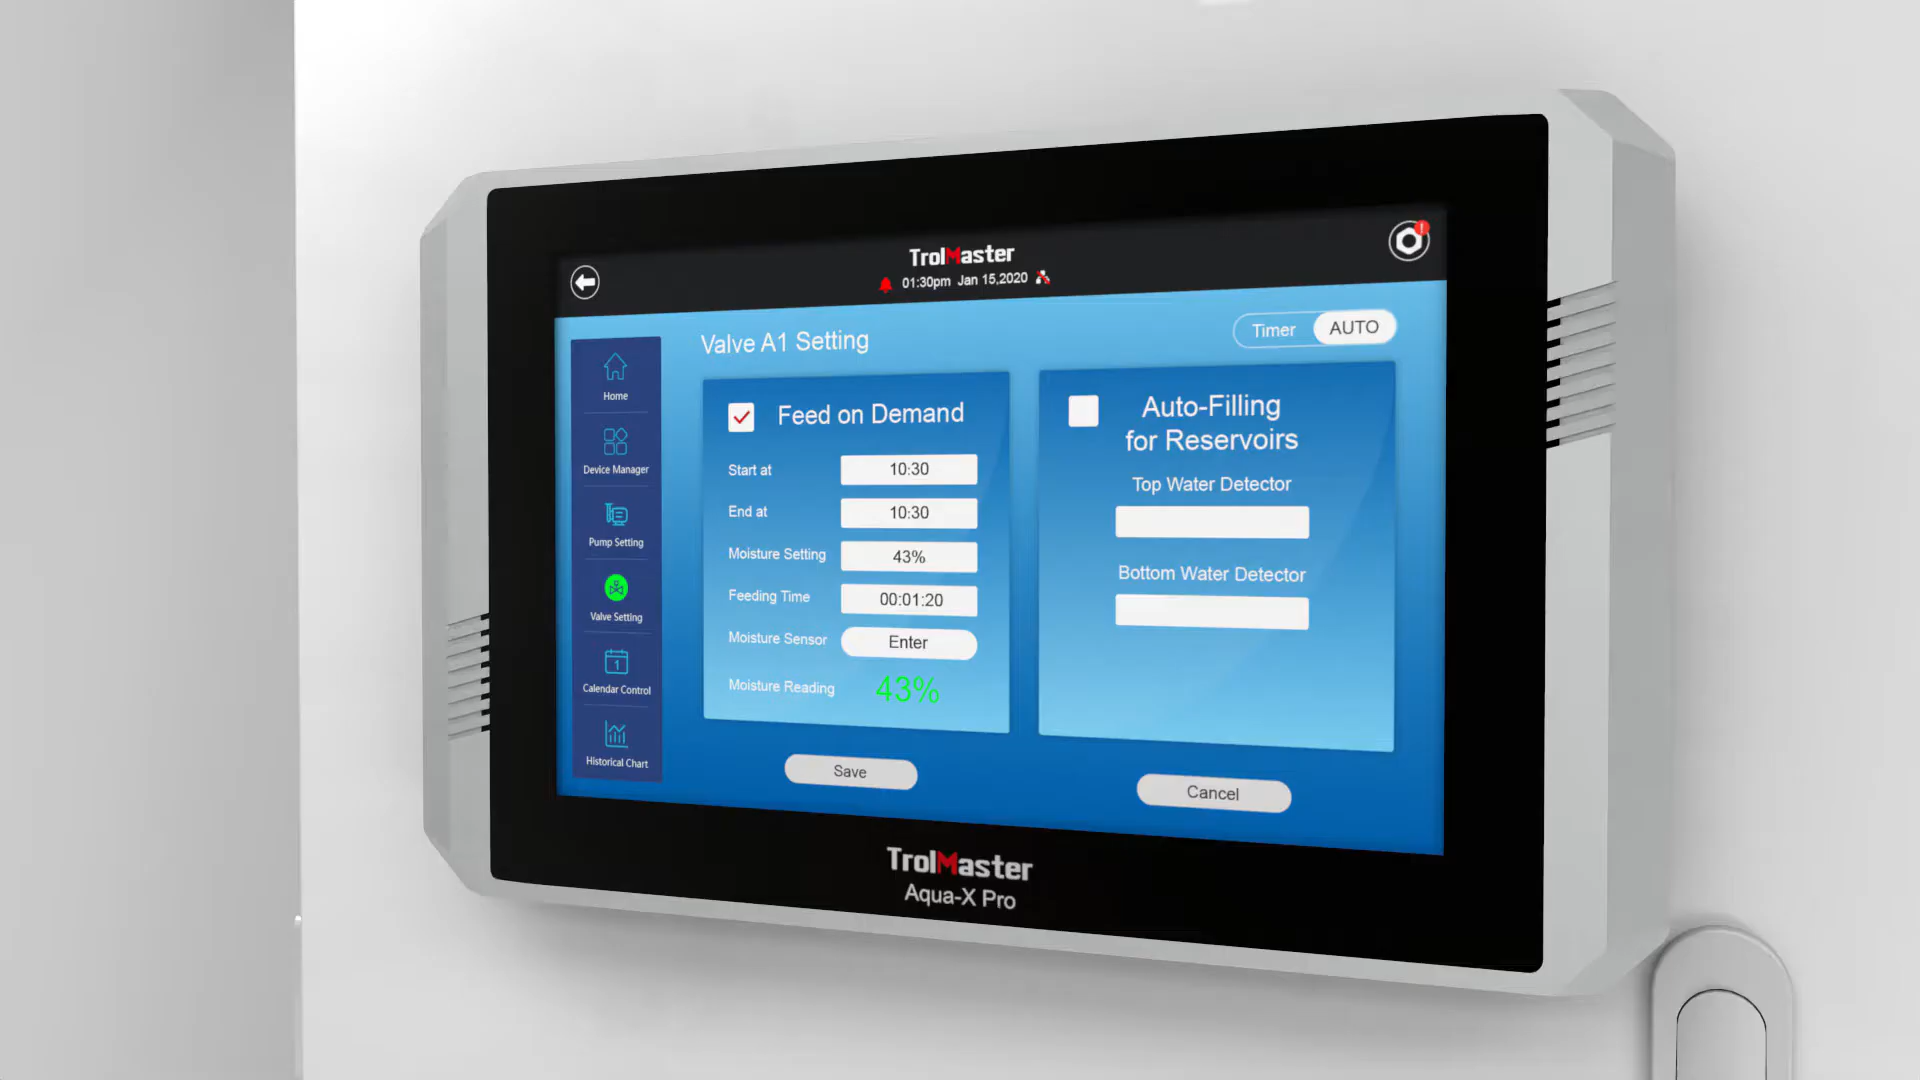 TrolMaster
01:30pm Jan 15,2020
!
Valve A1 Setting
Timer
AUTO
Home
Device Manager
Pump Setting
Valve Setting
1
Calendar Control
Historical Chart
Feed on Demand
Start at 10:30
End at 10:30
Moisture Setting 43%
Feeding Time 00:01:20
Moisture Sensor Enter
Moisture Reading 43%
Save
Auto-Filling
for Reservoirs
Top Water Detector
Bottom Water Detector
Cancel
TrolMaster
Aqua-X Pro